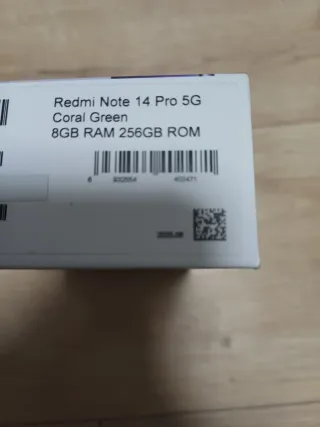 Redmi Note 14 Pro 5G
Coral Green
8GB RAM 256GB ROM